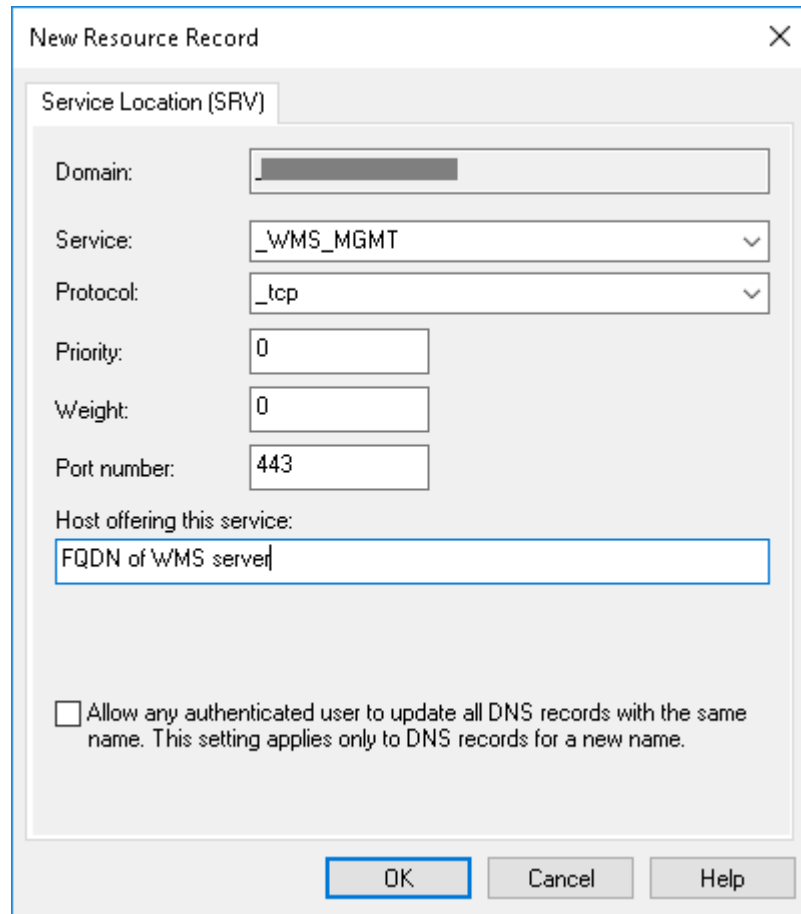 New Resource Record
Service Location (SRV)
Domain:
Service: _WMS_MGMT
Protocol: _tcp
Priority: 0
Weight: 0
Port number: 443
Host offering this service:
FQDN of WMS server
Allow any authenticated user to update all DNS records with the same
name. This setting applies only to DNS records for a new name.
OK Cancel Help